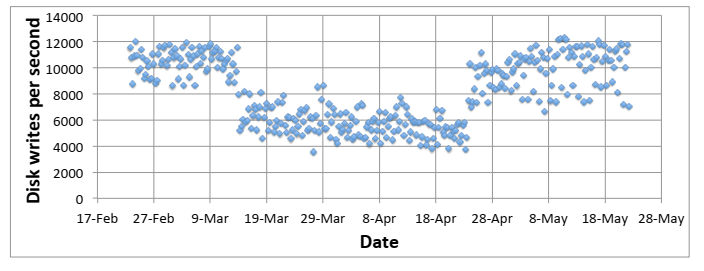 14000
12000
10000
8000
6000
4000
2000
0
Disk writes per second
17-Feb 27-Feb 9-Mar 19-Mar 29-Mar 8-Apr 18-Apr 28-Apr 8-May 18-May 28-May
Date